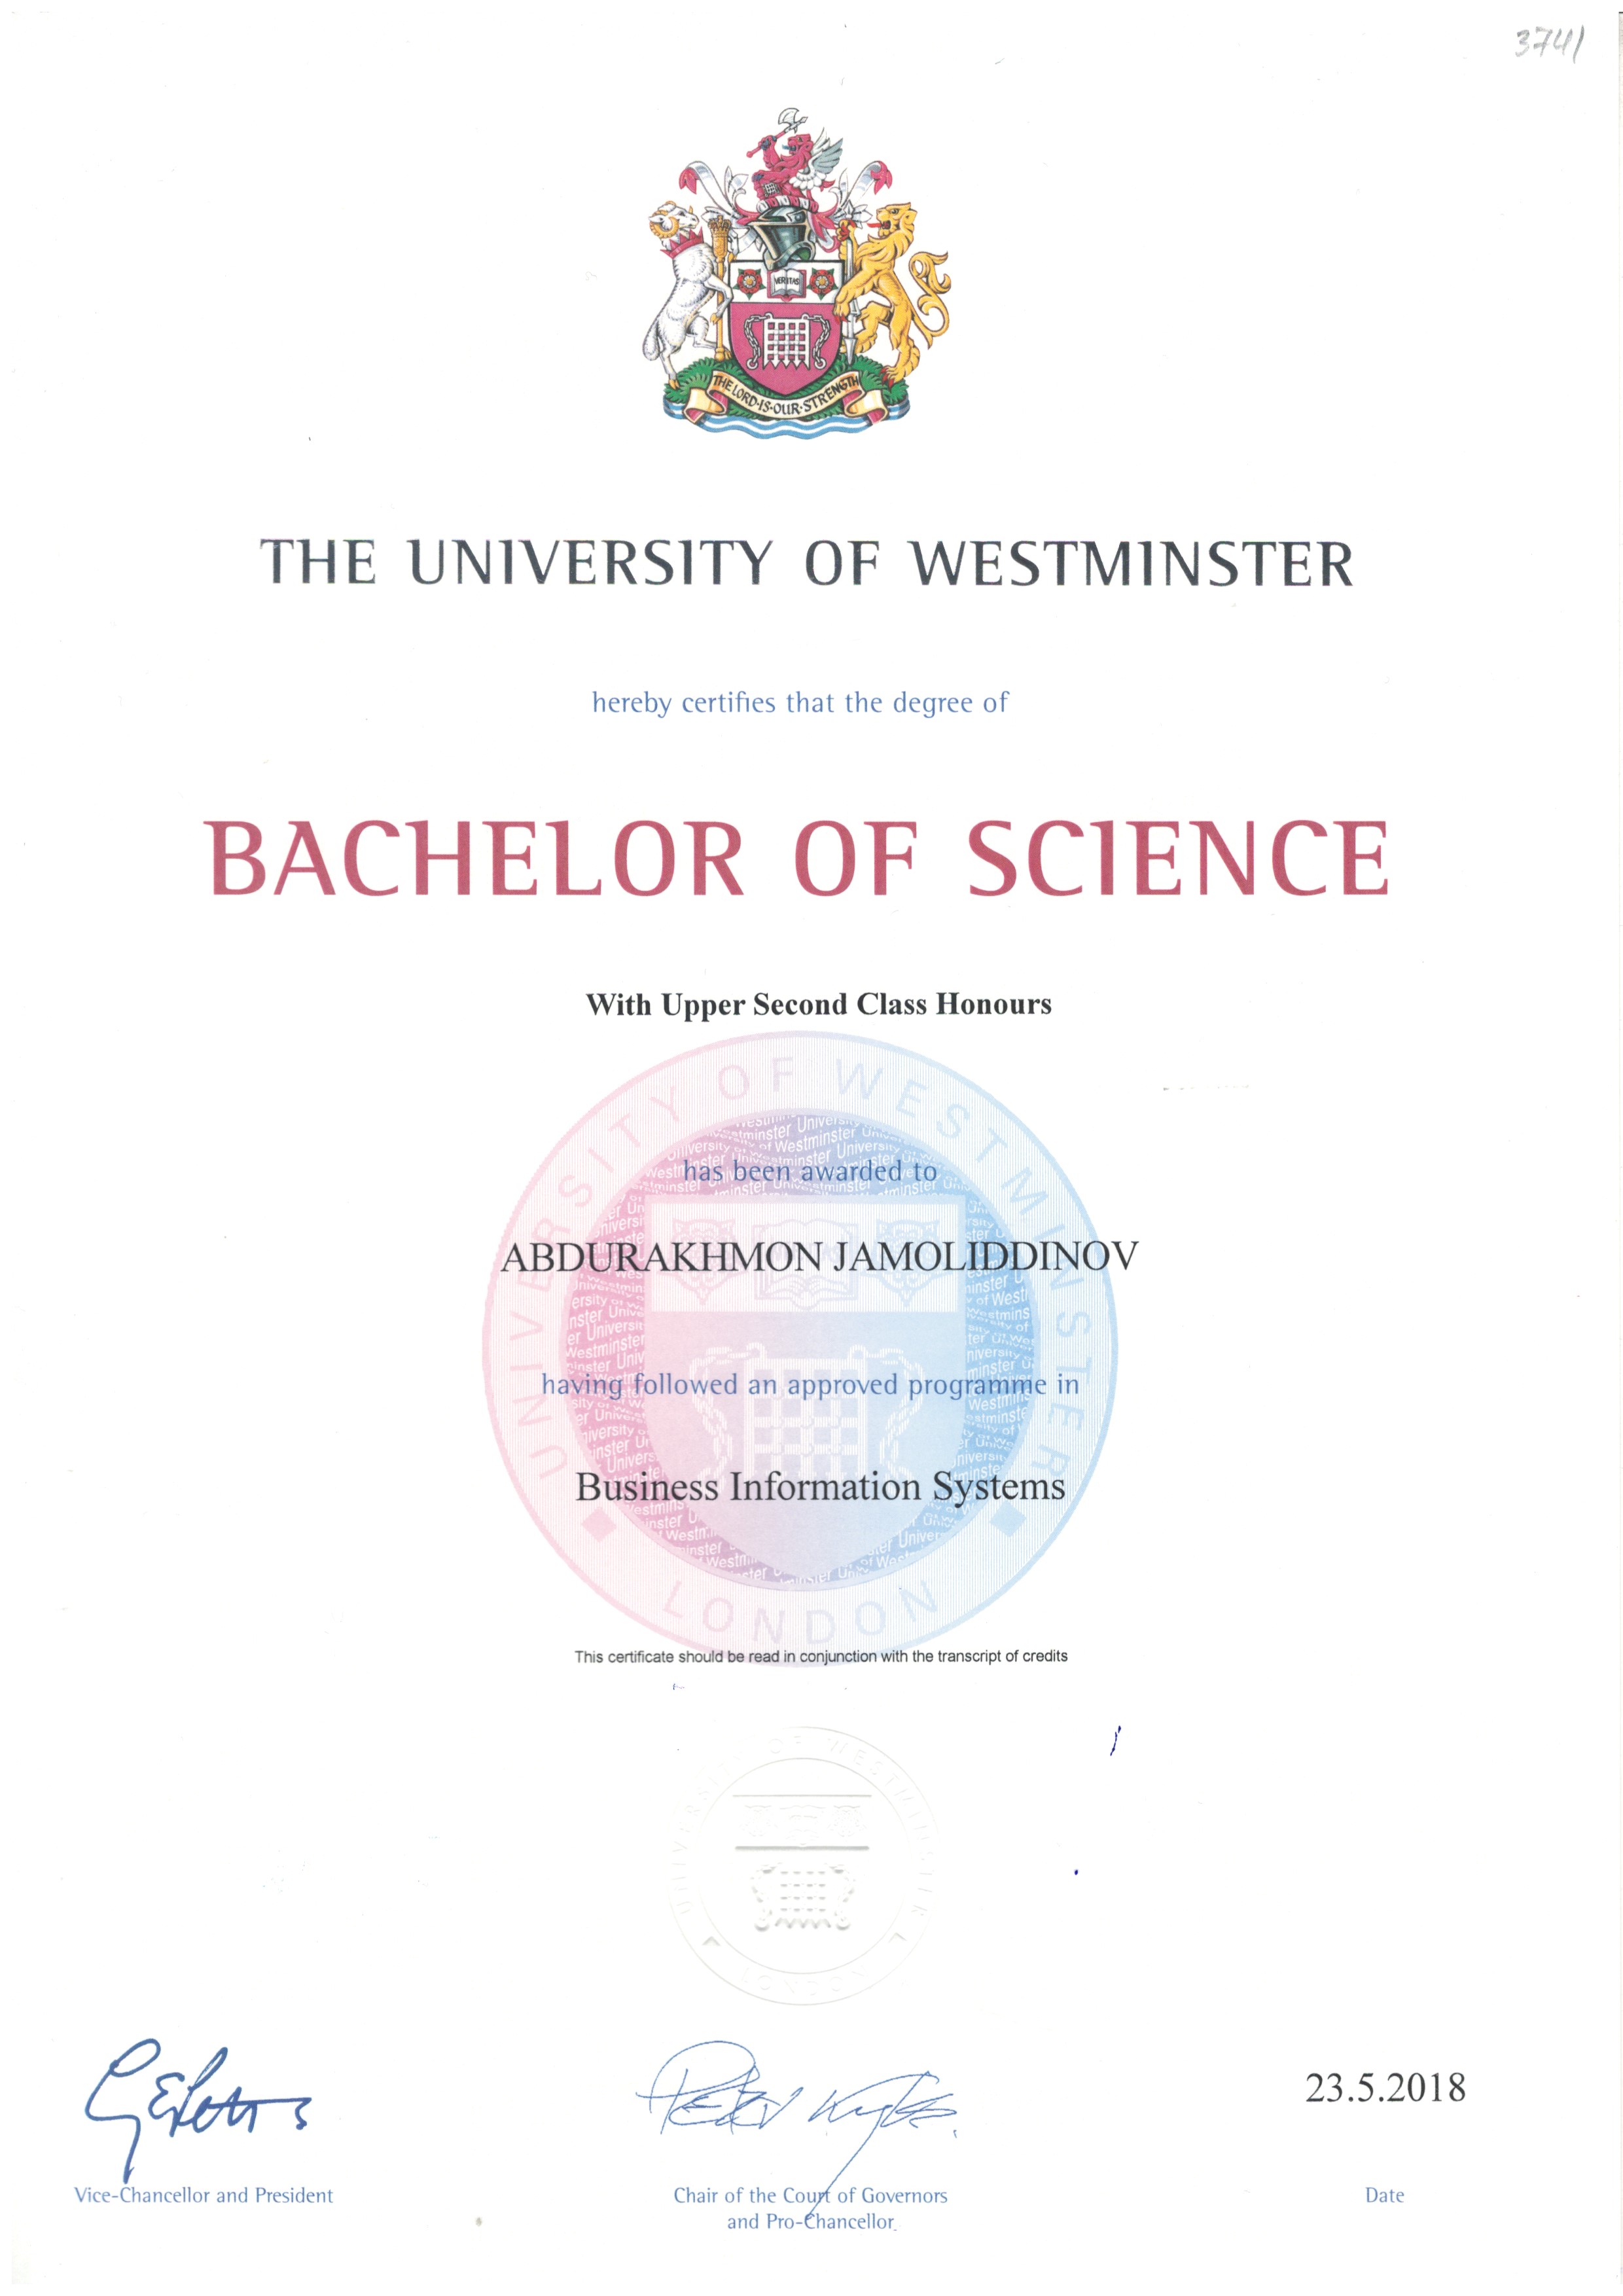 3741
VERITAS
THE LORD·IS·OUR·STRENGTH
THE UNIVERSITY OF WESTMINSTER
hereby certifies that the degree of
BACHELOR OF SCIENCE
With Upper Second Class Honours
UNIVERSITY OF WESTMINSTER
has been awarded to
ABDURAKHMON JAMOLIDDINOV
having followed an approved programme in
Business Information Systems
LONDON
This certificate should be read in conjunction with the transcript of credits
UNIVERSITY OF WESTMINSTER
LONDON
23.5.2018
Vice-Chancellor and President
Chair of the Court of Governors
and Pro-Chancellor
Date